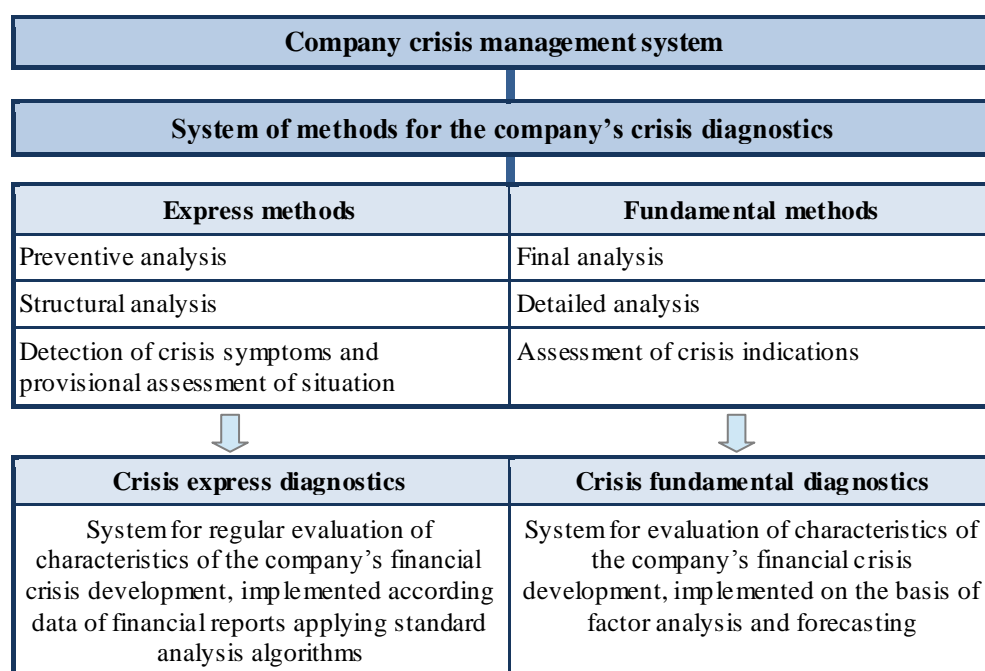 Company crisis management system
System of methods for the company's crisis diagnostics
Express methods
Fundamental methods
Preventive analysis
Final analysis
Structural analysis
Detailed analysis
Detection of crisis symptoms and
provisional assessment of situation
Assessment of crisis indications
Crisis express diagnostics
Crisis fundamental diagnostics
System for regular evaluation of
characteristics of the company's financial
crisis development, implemented according
data of financial reports applying standard
analysis algorithms
System for evaluation of characteristics of
the company's financial crisis
development, implemented on the basis of
factor analysis and forecasting